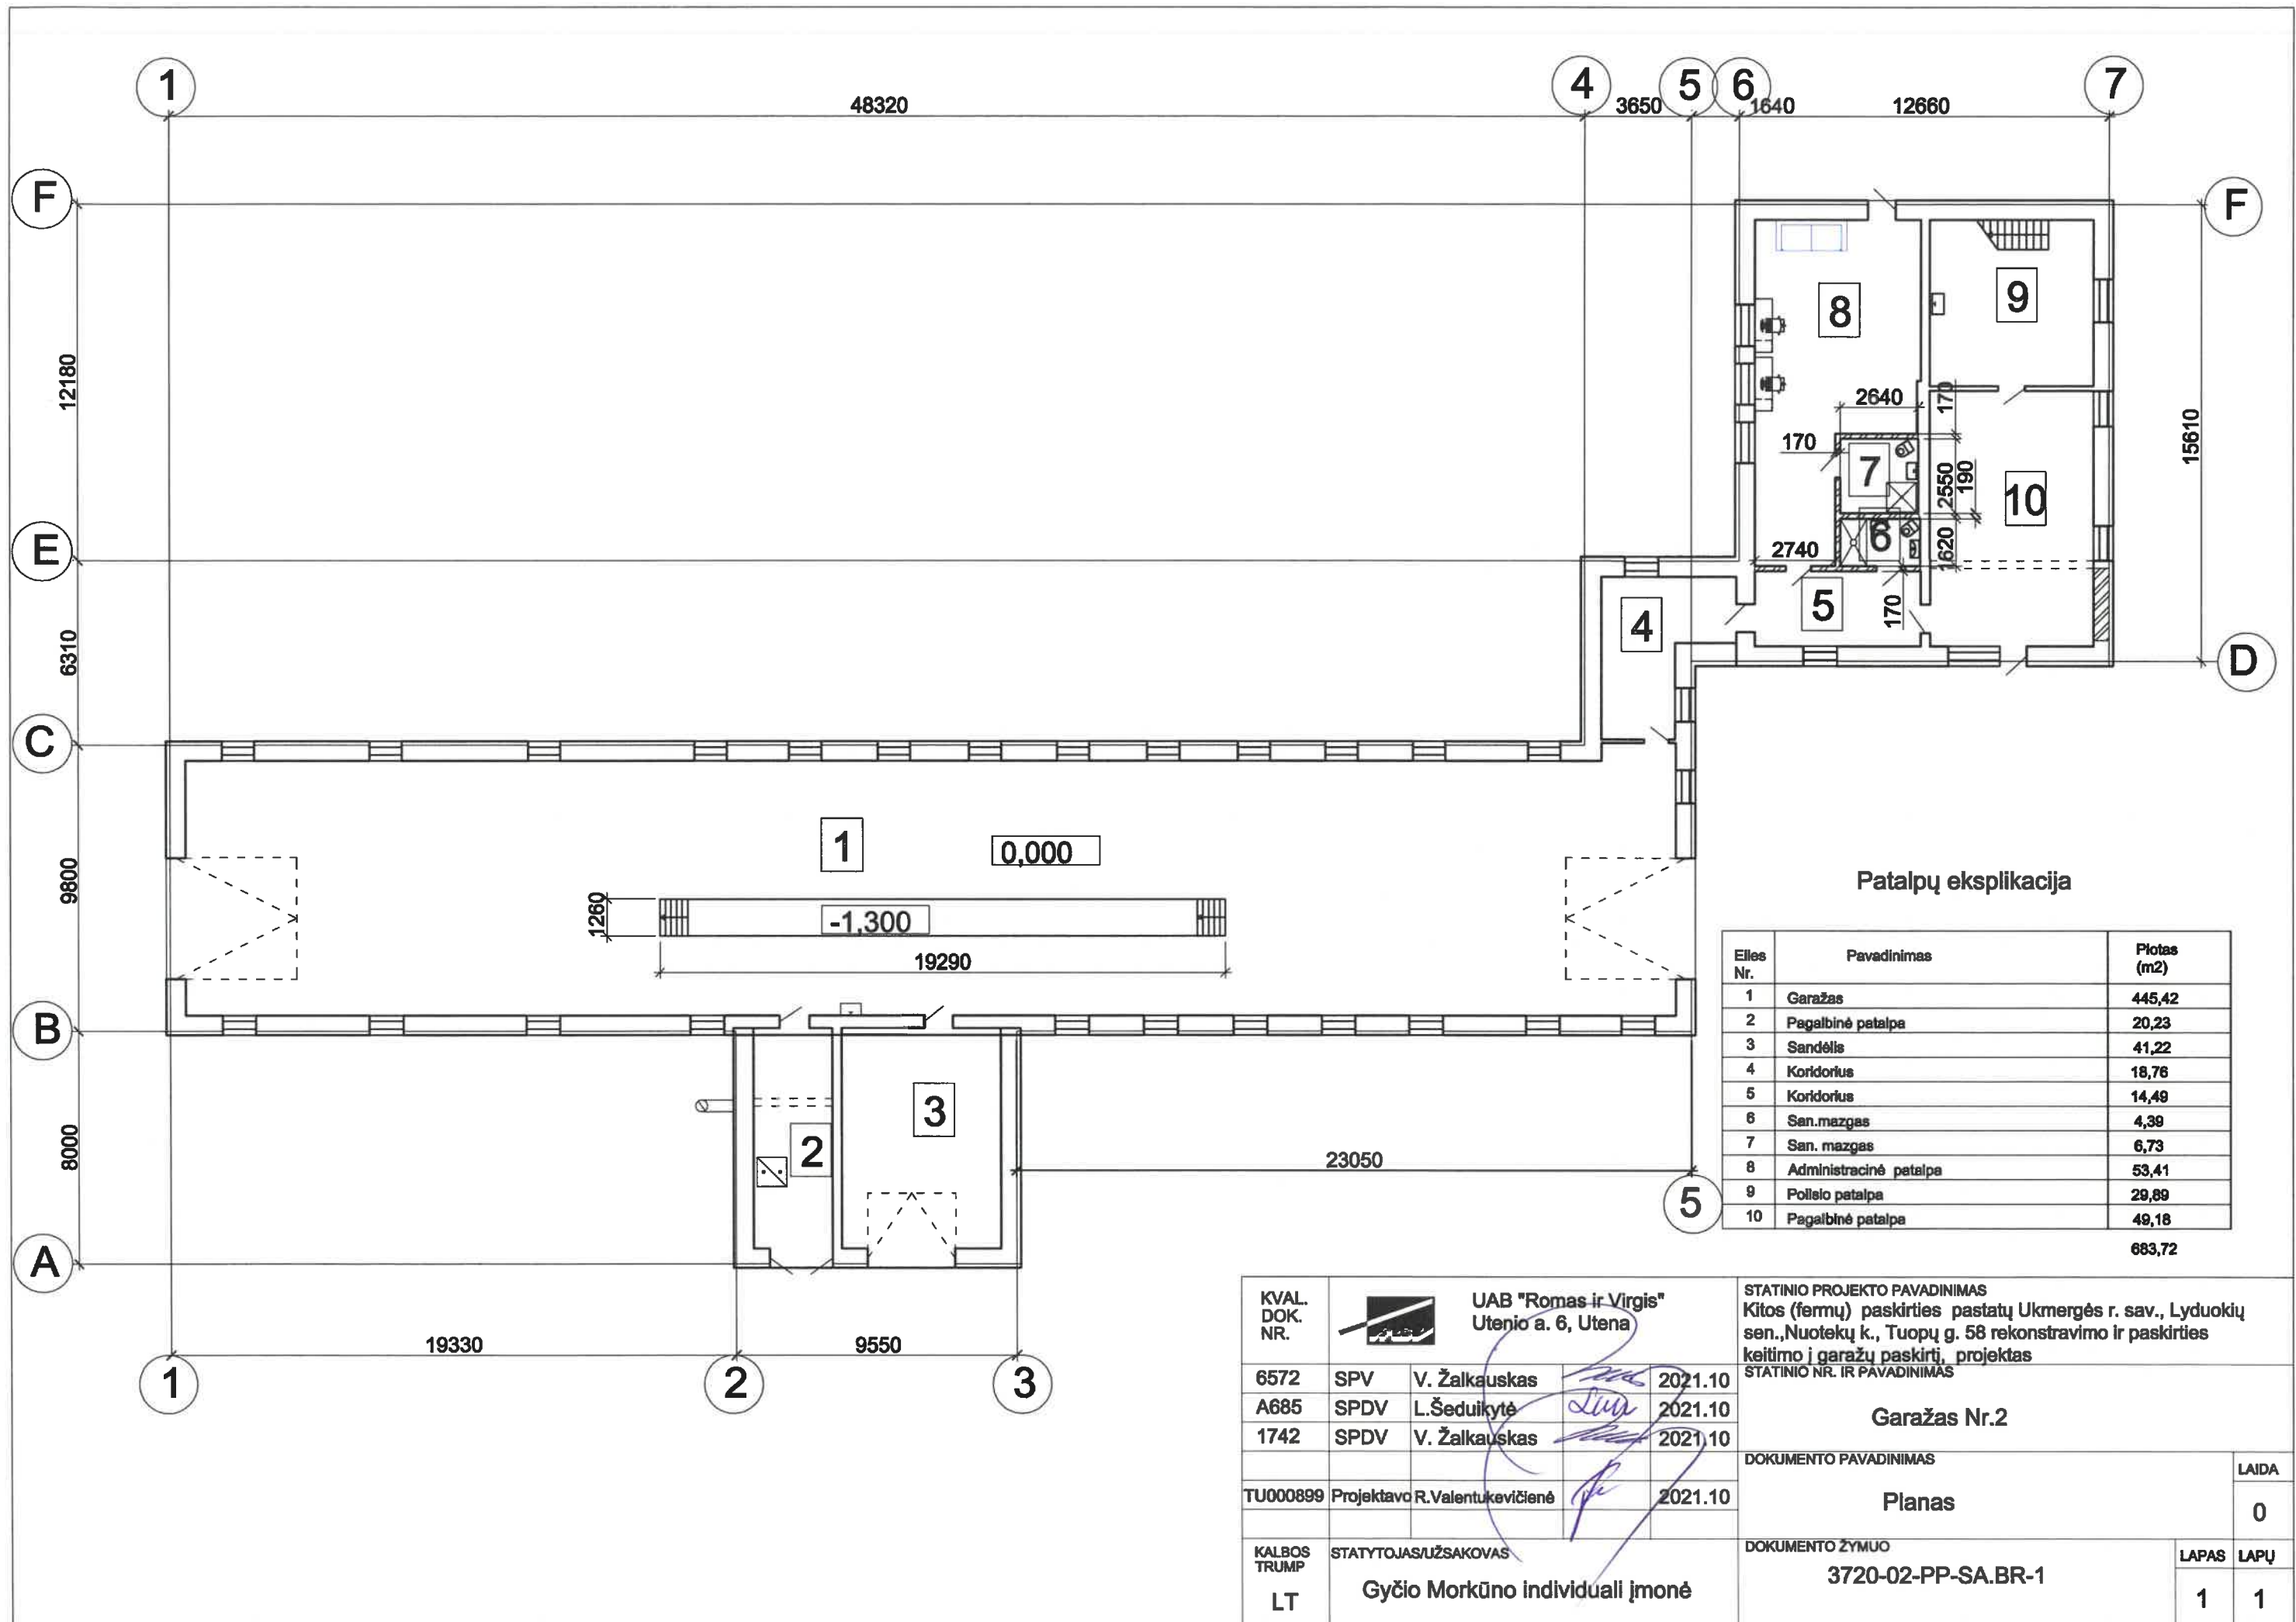 1
4
5
6
7
48320
3650
1640
12660
F
F
12180
15610
8
9
2640
170
170
7
2550
190
10
E
2740
6
1620
6310
4
5
170
D
C
1
0,000
9800
1260
-1,300
19290
B
8000
2
3
23050
5
A
19330
9550
1
2
3
Patalpų eksplikacija
Eiles Nr. Pavadinimas Plotas (m2)
1 Garažas 445,42
2 Pagalbinė patalpa 20,23
3 Sandėlis 41,22
4 Koridorius 18,76
5 Koridorius 14,49
6 San.mazgas 4,39
7 San. mazgas 6,73
8 Administracinė patalpa 53,41
9 Poilsio patalpa 29,89
10 Pagalbinė patalpa 49,18
683,72
KVAL. DOK. NR.
UAB "Romas ir Virgis"
Utenio a. 6, Utena
STATINIO PROJEKTO PAVADINIMAS
Kitos (fermų) paskirties pastatų Ukmergės r. sav., Lyduokių
sen.,Nuotekų k., Tuopų g. 58 rekonstravimo ir paskirties
keitimo į garažų paskirtį, projektas
6572 SPV V. Žalkauskas 2021.10
A685 SPDV L.Šeduikytė 2021.10
1742 SPDV V. Žalkauskas 2021.10
TU000899 Projektavo R.Valentukevičienė 2021.10
STATINIO NR. IR PAVADINIMAS
Garažas Nr.2
DOKUMENTO PAVADINIMAS
Planas
LAIDA
0
KALBOS TRUMP
LT
STATYTOJAS/UŽSAKOVAS
Gyčio Morkūno individuali įmonė
DOKUMENTO ŽYMUO
3720-02-PP-SA.BR-1
LAPAS LAPŲ
1 1